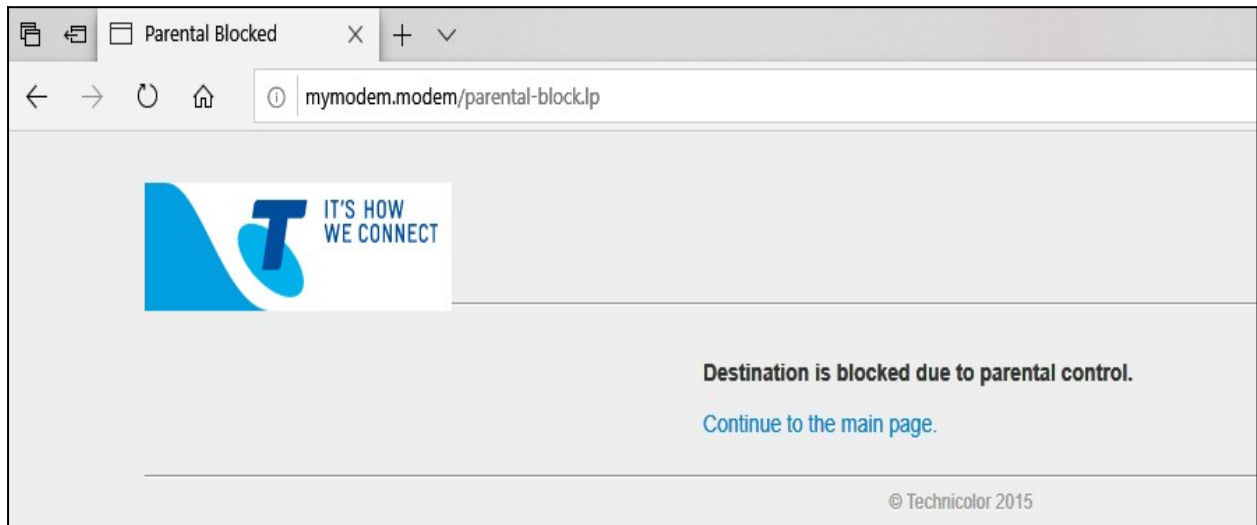 Parental Blocked
mymodem.modem/parental-block.lp
T IT'S HOW
WE CONNECT
Destination is blocked due to parental control.
Continue to the main page.
© Technicolor 2015